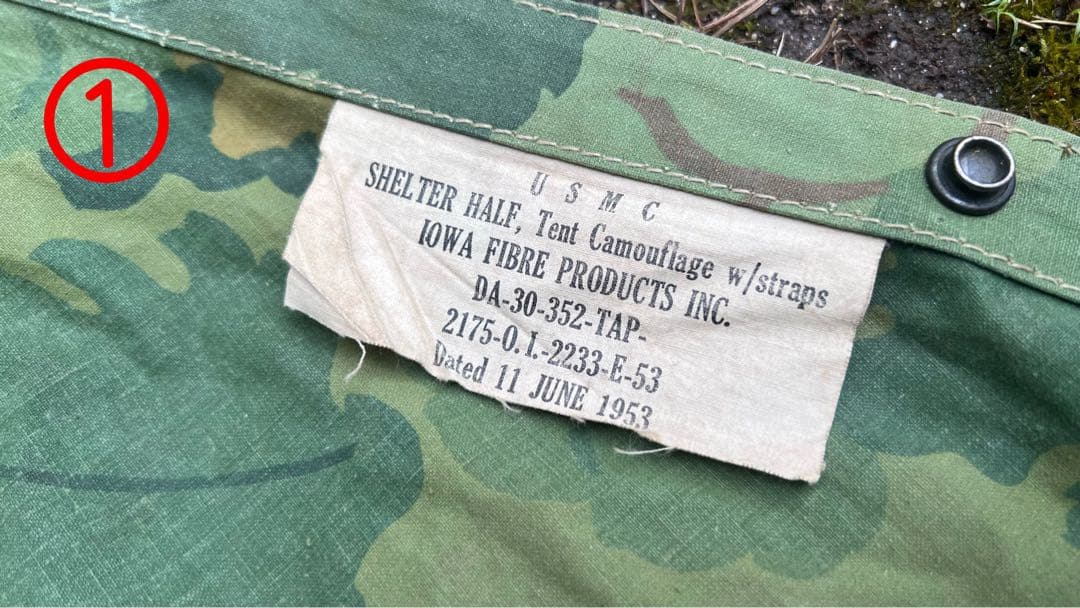 ①
U S M C
SHELTER HALF, Tent Camouflage w/straps
IOWA FIBRE PRODUCTS INC.
DA-30-352-TAP-
2175-O.I.-2233-E-53
Dated 11 JUNE 1953